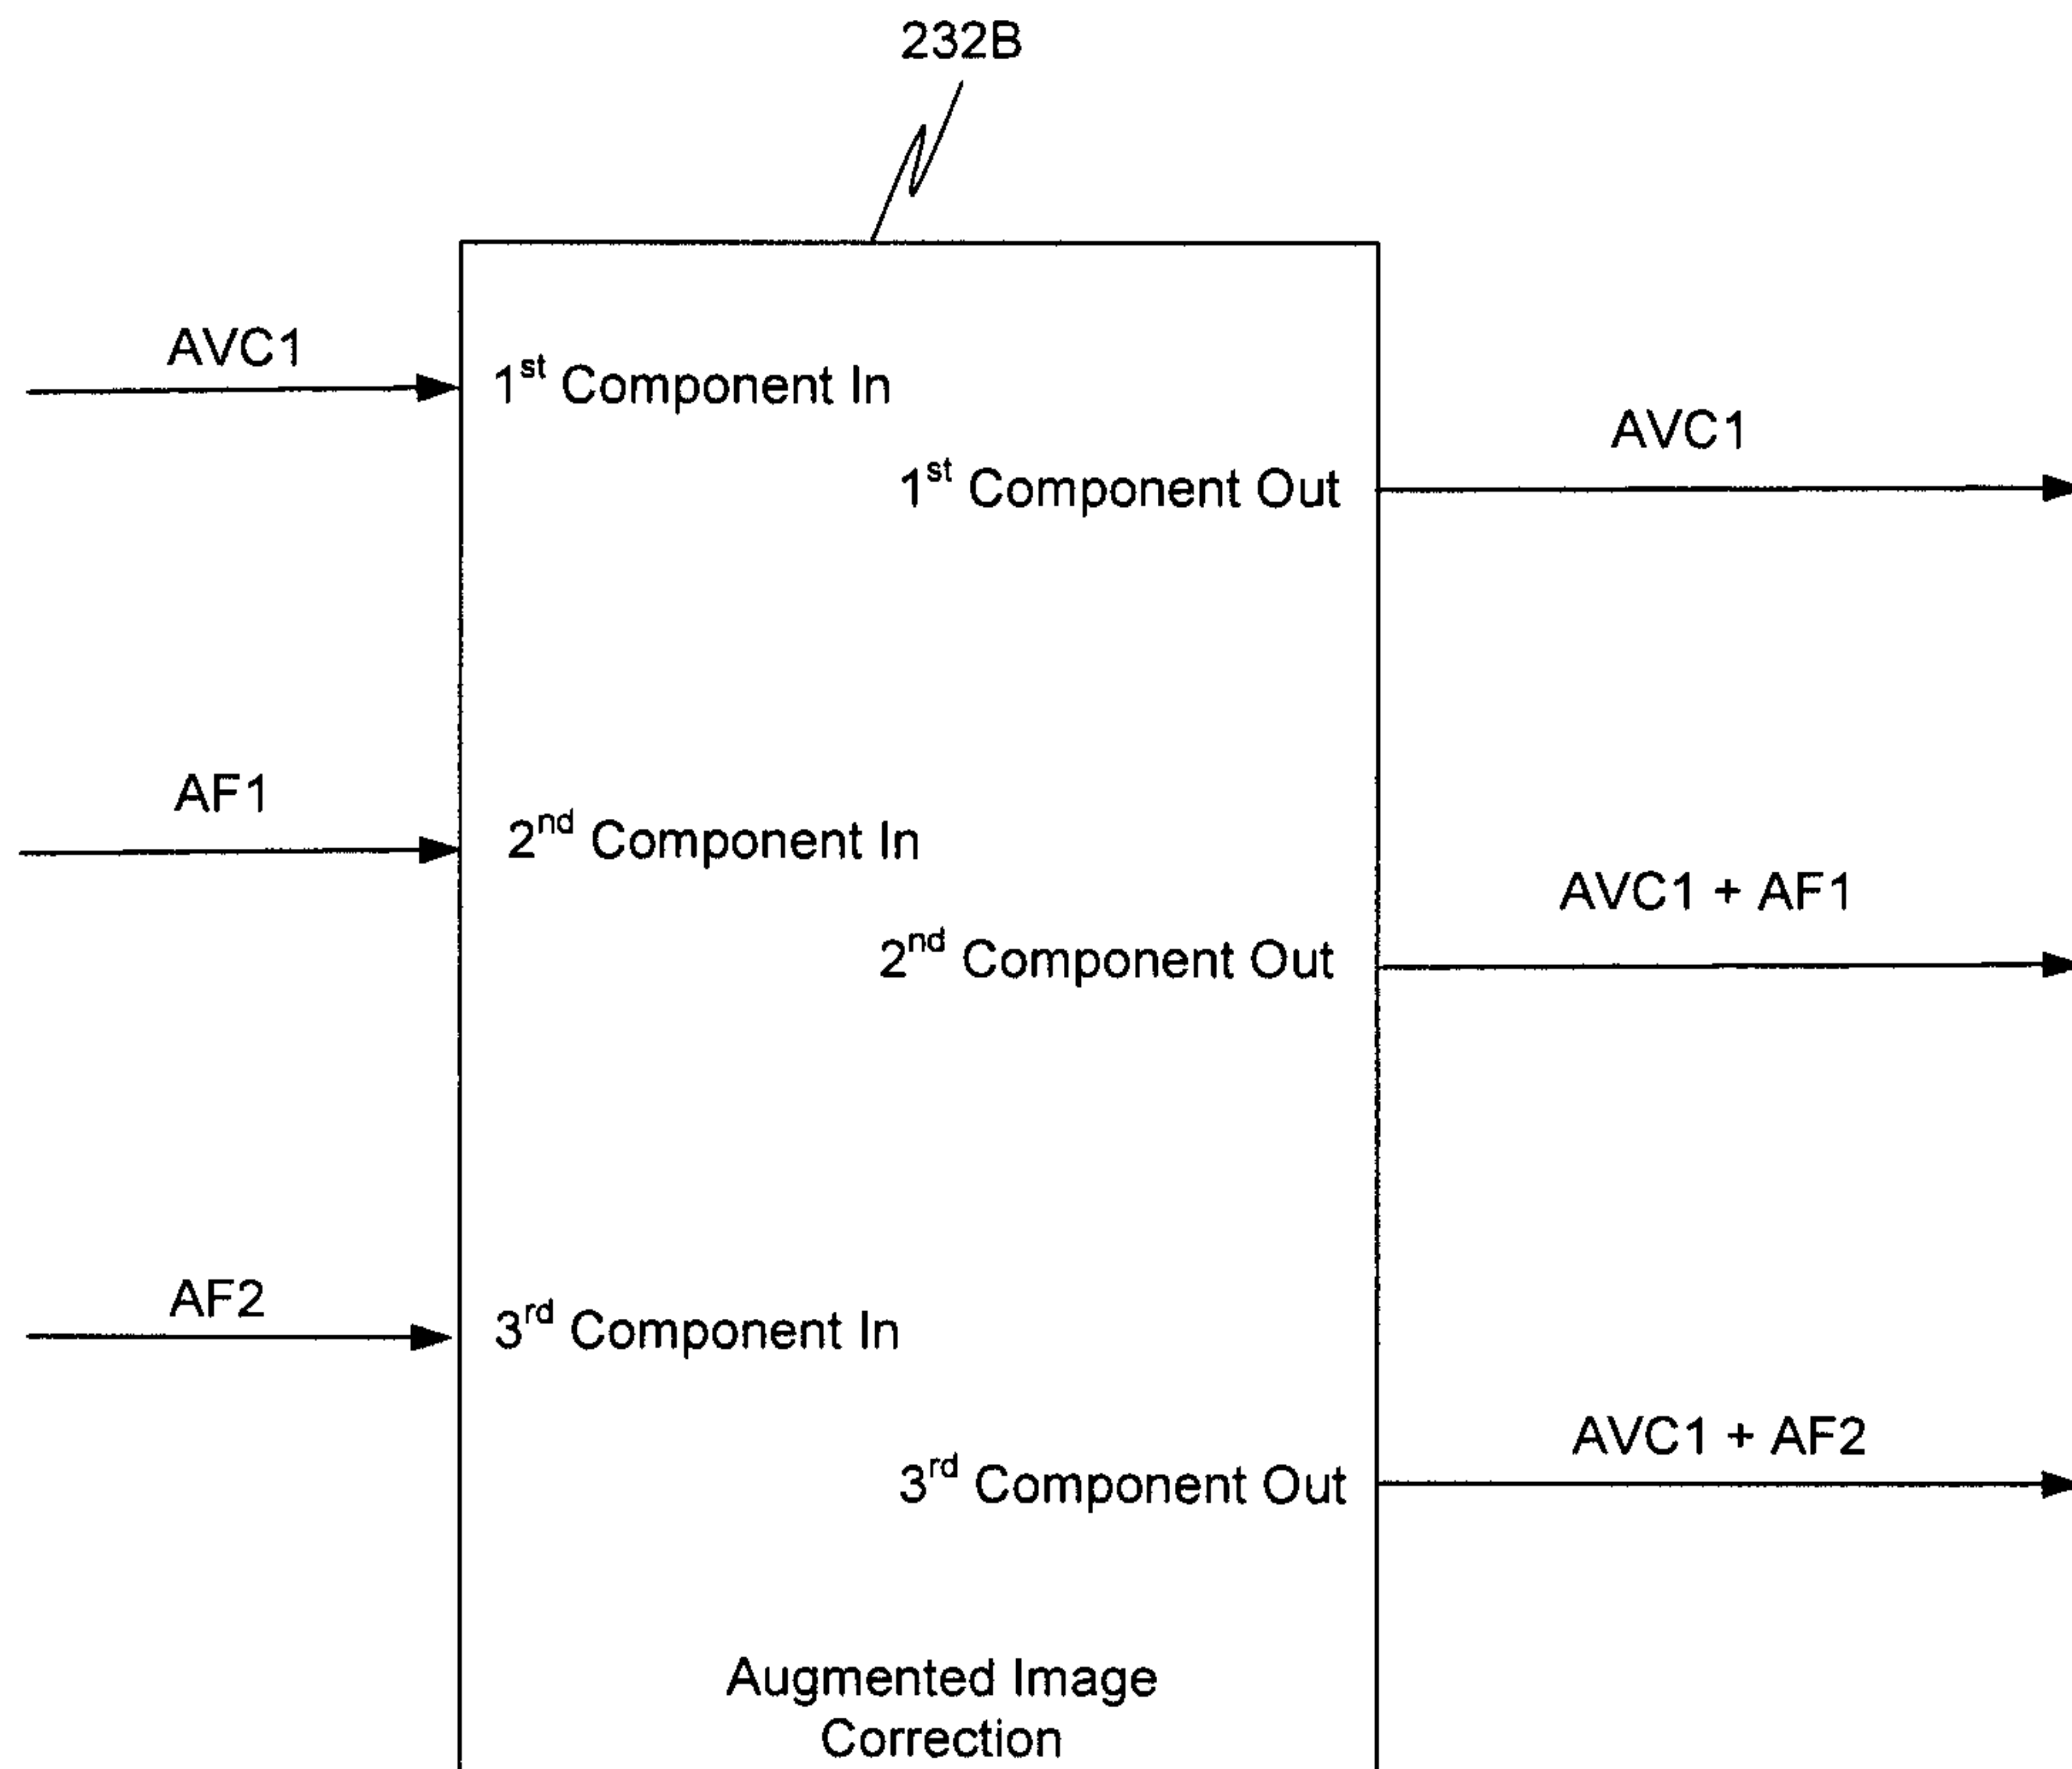 232B
AVC1
1st Component In
AVC1
1st Component Out
AF1
2nd Component In
AVC1 + AF1
2nd Component Out
AF2
3rd Component In
AVC1 + AF2
3rd Component Out
Augmented Image
Correction